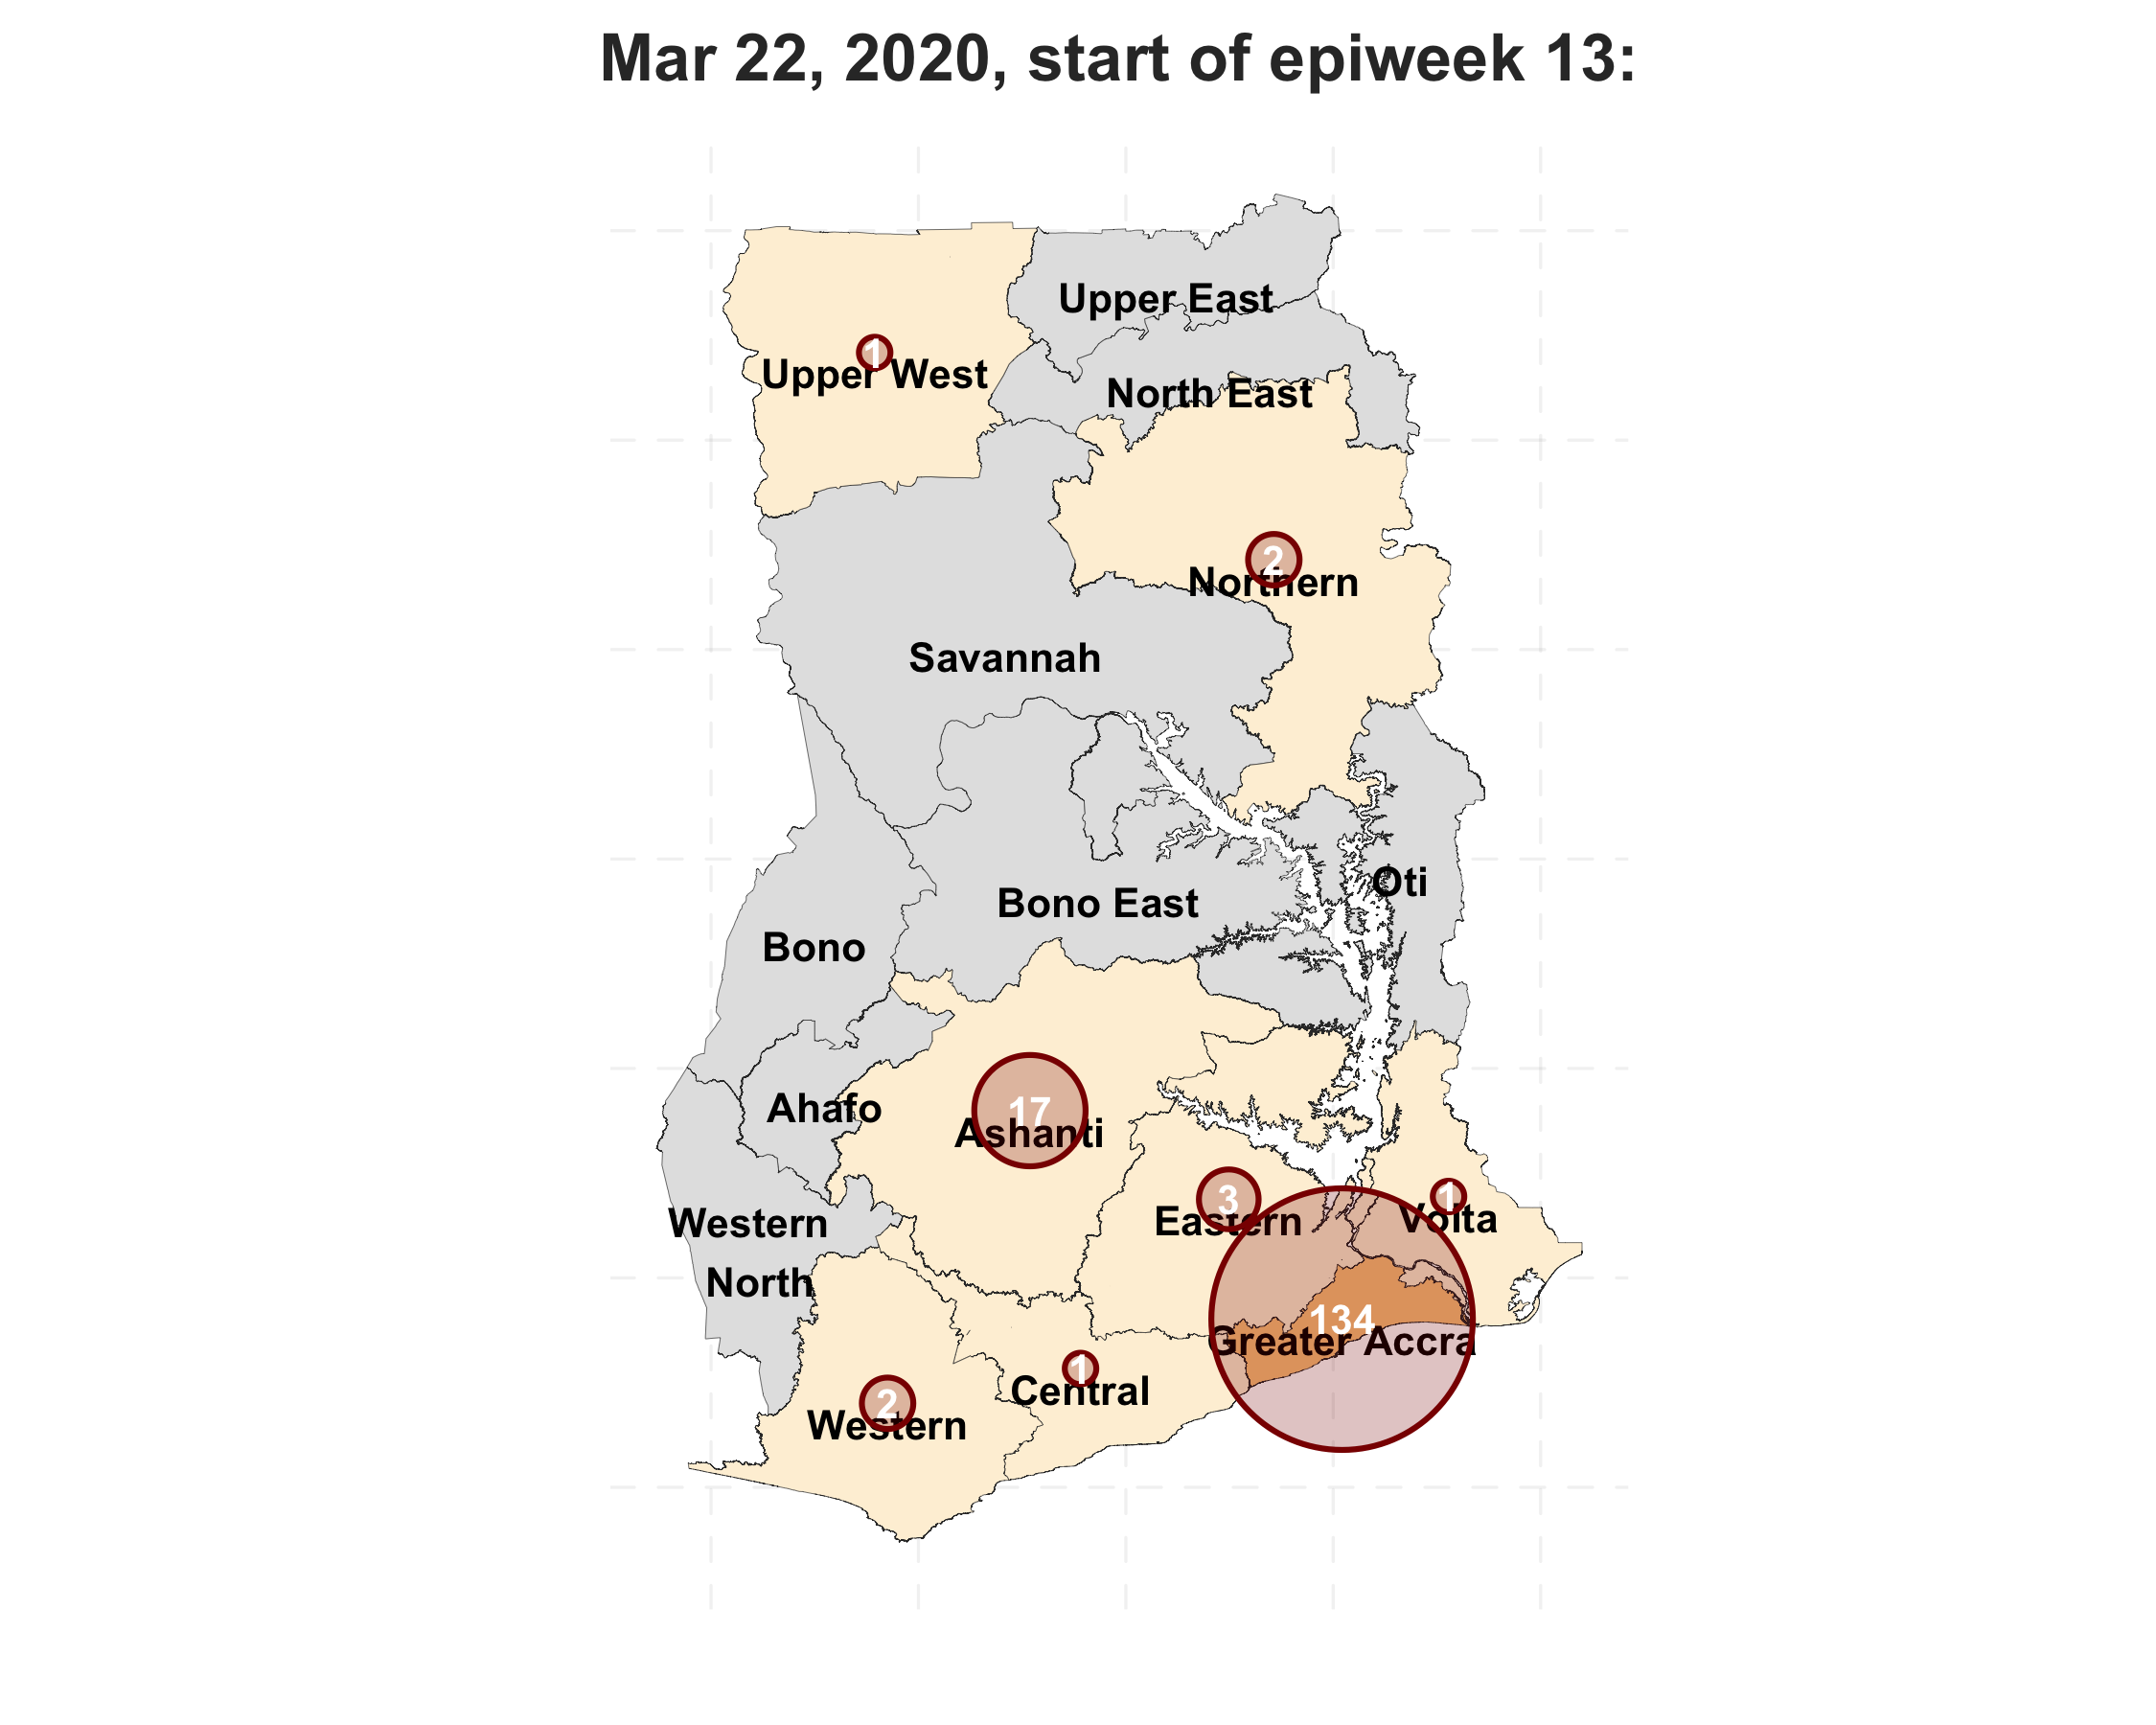 Mar 22, 2020, start of epiweek 13:
Upper East
1
Upper West
North East
2
Northern
Savannah
Oti
Bono East
Bono
17
Ahafo
Ashanti
3
1
Eastern
Volta
Western
North
134
Greater Accra
1
Central
2
Western